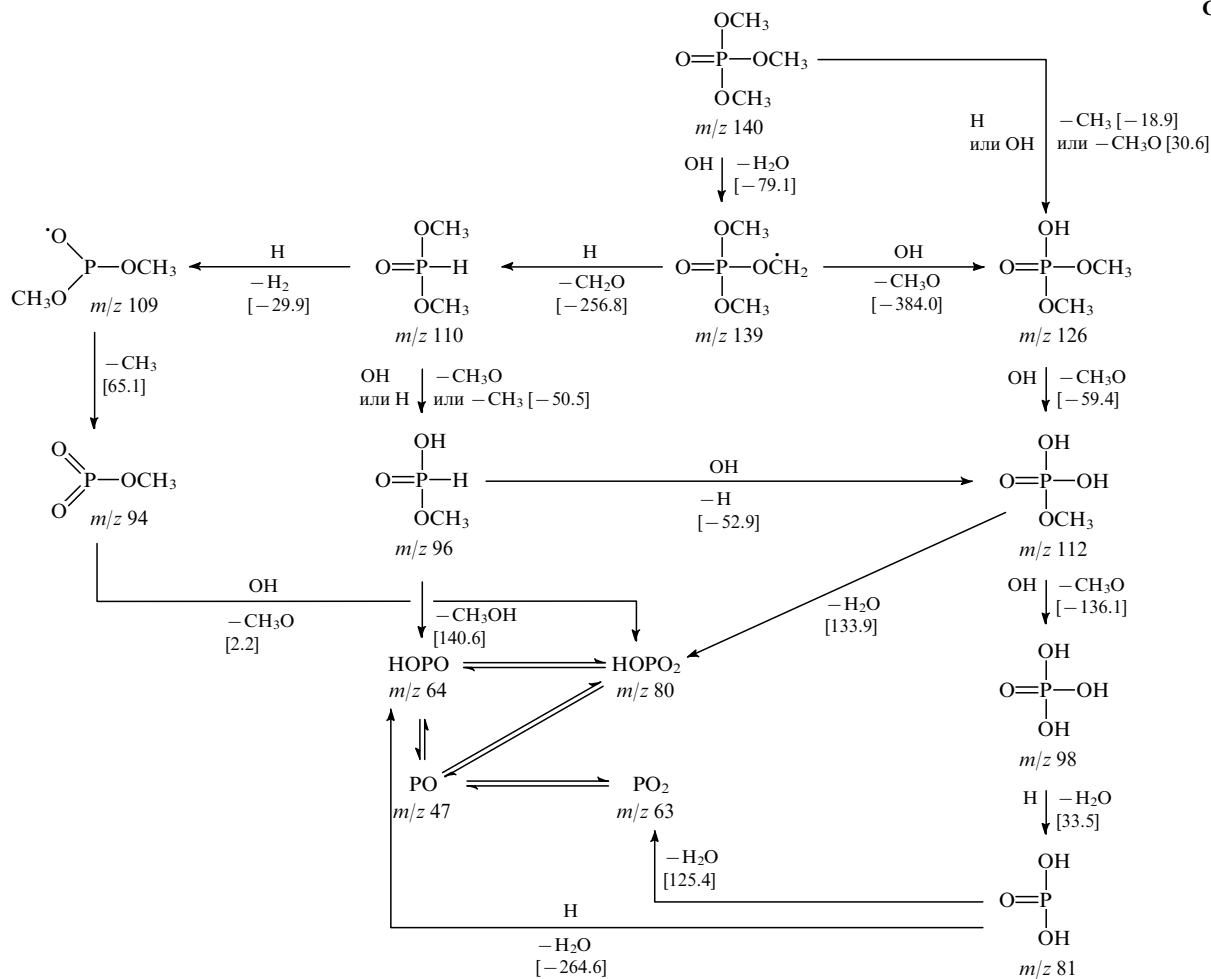 C
OCH₃
O=P—OCH₃
OCH₃
m/z 140
H
или OH
−CH₃ [−18.9]
или −CH₃O [30.6]
OH
−H₂O
[−79.1]
·O
P—OCH₃
CH₃O
m/z 109
H
−H₂
[−29.9]
OCH₃
O=P—H
OCH₃
m/z 110
H
−CH₂O
[−256.8]
OCH₃
O=P—OĊH₂
OCH₃
m/z 139
OH
−CH₃O
[−384.0]
OH
O=P—OCH₃
OCH₃
m/z 126
−CH₃
[65.1]
OH
или H
−CH₃O
или −CH₃ [−50.5]
OH
−CH₃O
[−59.4]
O
P—OCH₃
O
m/z 94
OH
O=P—H
OCH₃
m/z 96
OH
−H
[−52.9]
OH
O=P—OH
OCH₃
m/z 112
OH
−CH₃O
[2.2]
−CH₃OH
[140.6]
−H₂O
[133.9]
OH
−CH₃O
[−136.1]
HOPO
m/z 64
HOPO₂
m/z 80
OH
O=P—OH
OH
m/z 98
PO
m/z 47
PO₂
m/z 63
H
−H₂O
[33.5]
−H₂O
[125.4]
H
−H₂O
[−264.6]
OH
O=P
OH
m/z 81